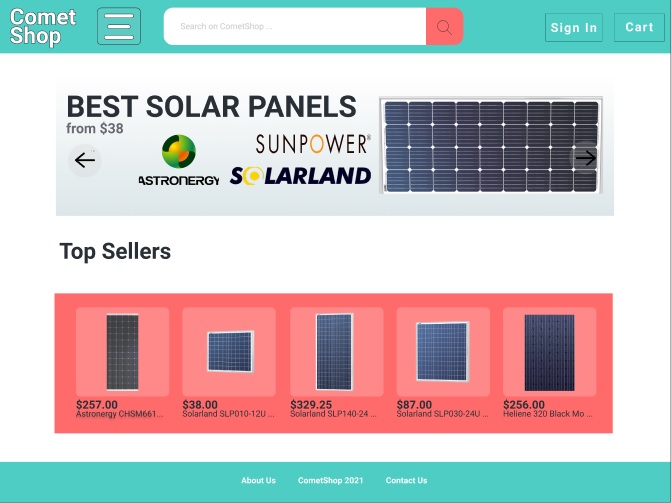 Comet
Shop
Search on CometShop ...
Sign In
Cart
BEST SOLAR PANELS
from $38
SUNPOWER®
ASTRONERGY
SOLARLAND
Top Sellers
$257.00
Astronergy CHSM661...
$38.00
Solarland SLP010-12U ...
$329.25
Solarland SLP140-24 ...
$87.00
Solarland SLP030-24U ...
$256.00
Heliene 320 Black Mo ...
About Us
CometShop 2021
Contact Us